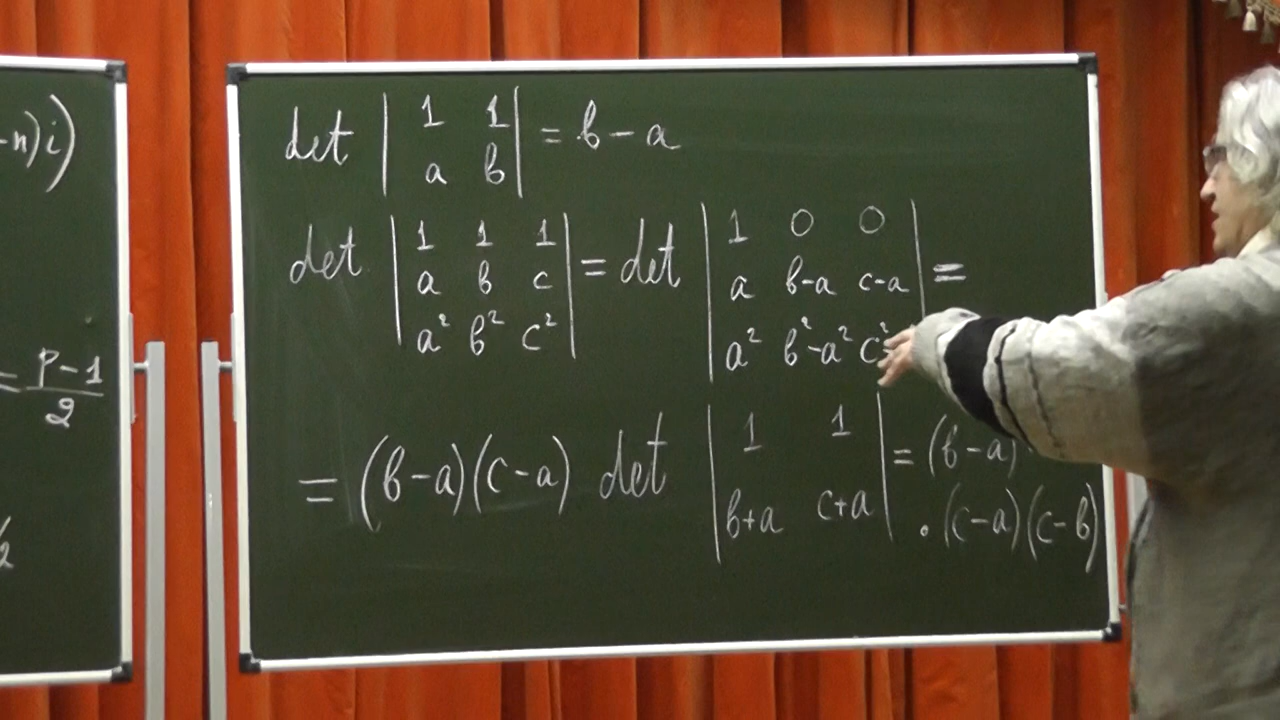 -n)i)
= P-1
2
/2
det | 1 1 | = b-a
a b
det | 1 1 1 | = det | 1 0 0 | =
a b c a b-a c-a
a² b² c² a² b²-a² c²
= (b-a)(c-a) det | 1 1 | = (b-a)
b+a c+a · (c-a)(c-b)